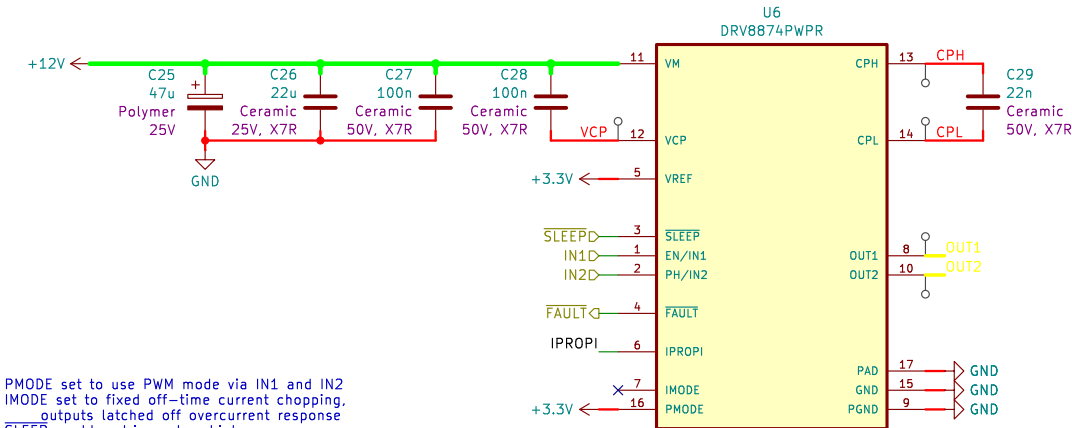 U6
DRV8874PWPR
+12V
C25
47u
Polymer
25V
C26
22u
Ceramic
25V, X7R
C27
100n
Ceramic
50V, X7R
C28
100n
Ceramic
50V, X7R
GND
VCP
11 VM
12 VCP
+3.3V 5 VREF
SLEEP 3 SLEEP
IN1 1 EN/IN1
IN2 2 PH/IN2
FAULT 4 FAULT
IPROPI 6 IPROPI
7 IMODE
+3.3V 16 PMODE
CPH 13 CPH
CPL 14 CPL
C29
22n
Ceramic
50V, X7R
OUT1 8 OUT1
OUT2 10 OUT2
PAD 17 GND
GND 15 GND
PGND 9 GND
PMODE set to use PWM mode via IN1 and IN2
IMODE set to fixed off-time current chopping,
outputs latched off overcurrent response